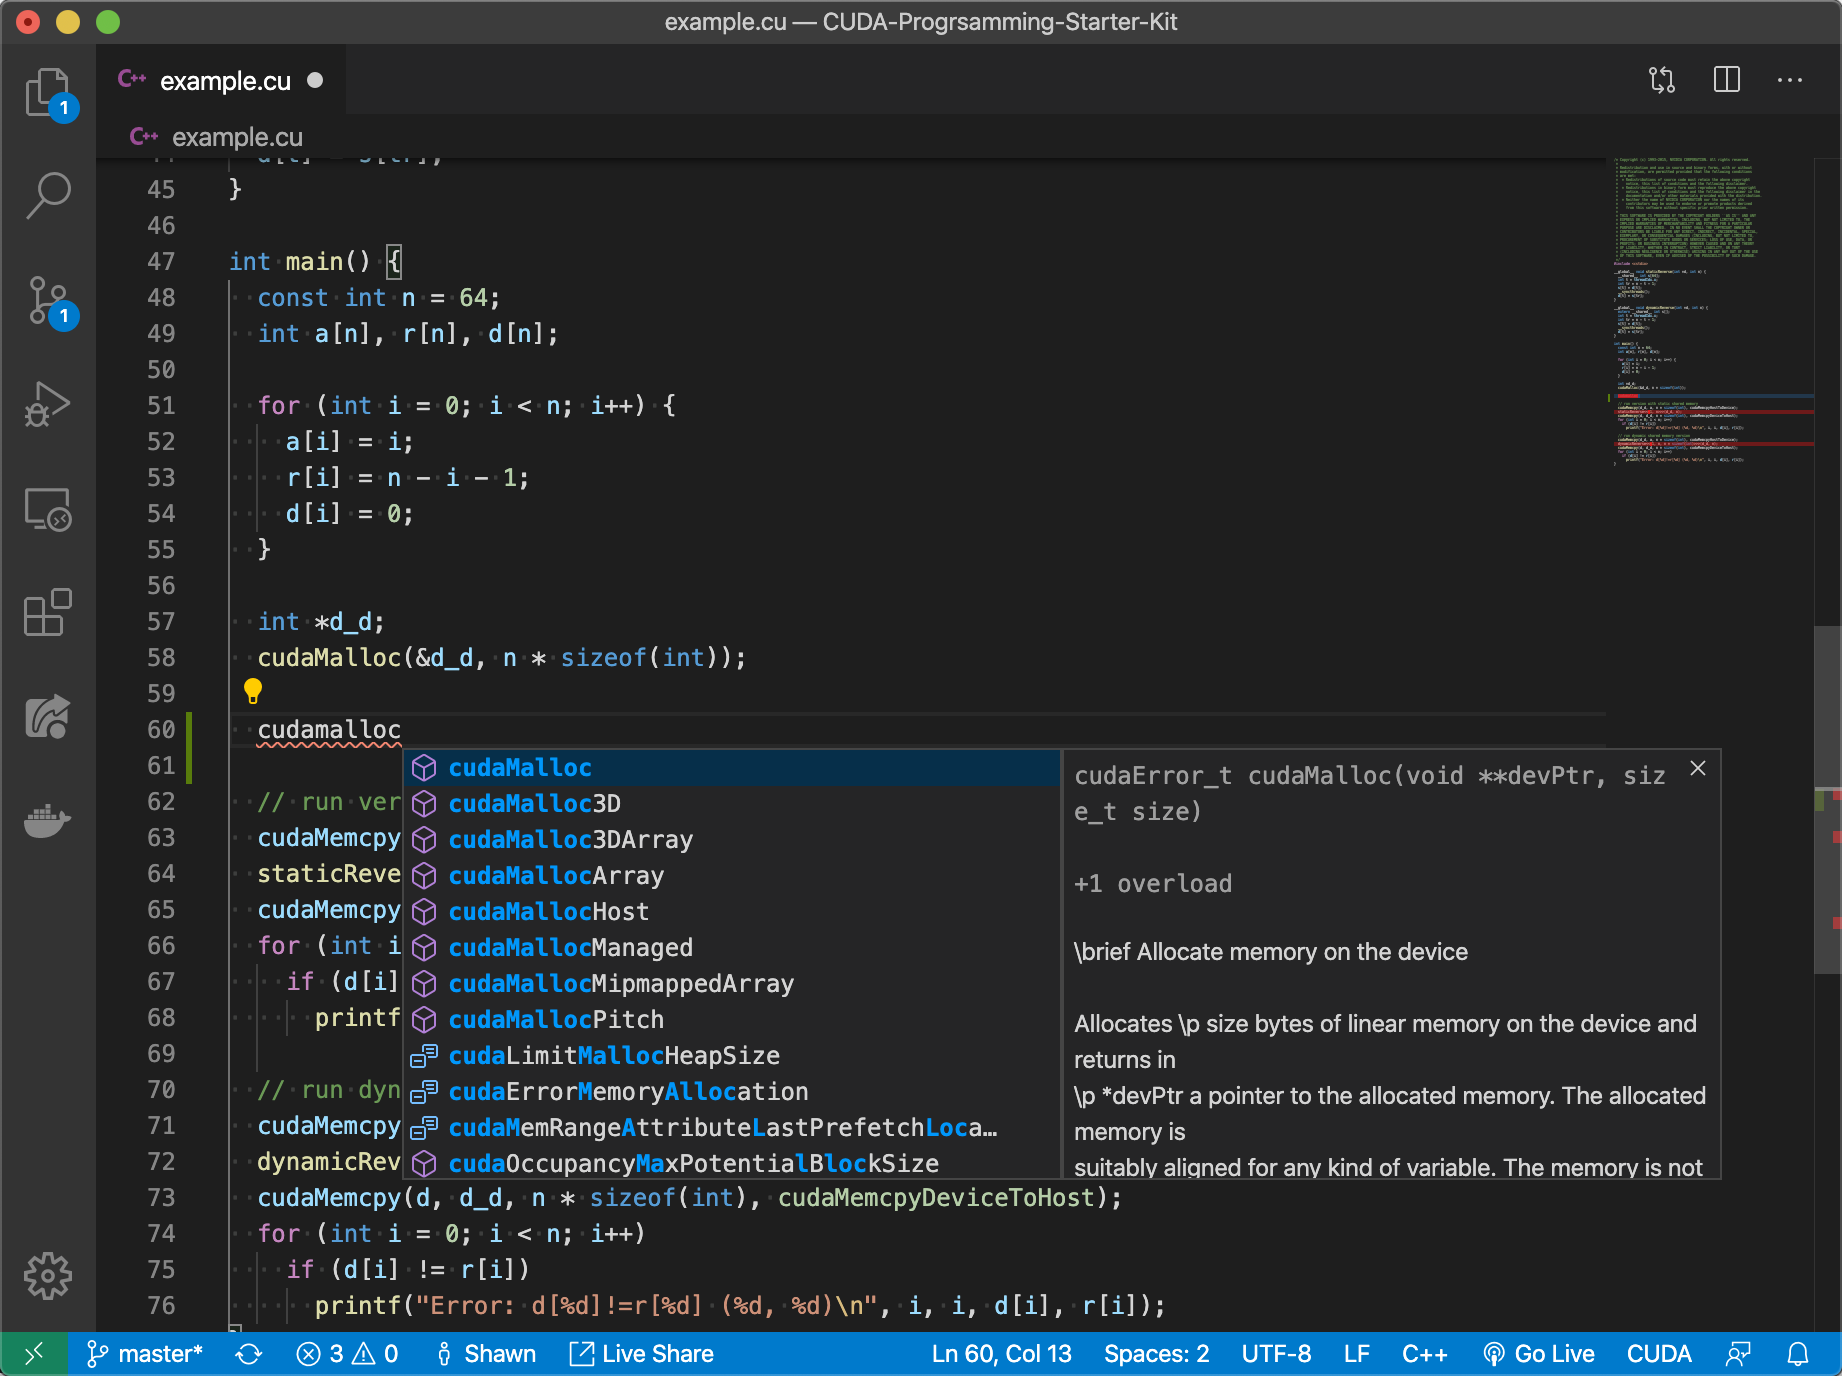 example.cu — CUDA-Progrsamming-Starter-Kit
C++ example.cu
C++ example.cu
1
1
45 }
46
47 int main() {
48 const int n = 64;
49 int a[n], r[n], d[n];
50
51 for (int i = 0; i < n; i++) {
52 a[i] = i;
53 r[i] = n - i - 1;
54 d[i] = 0;
55 }
56
57 int *d_d;
58 cudaMalloc(&d_d, n * sizeof(int));
59
60 cudamalloc
61
62 // run ver
63 cudaMemcpy
64 staticReve
65 cudaMemcpy
66 for (int i
67 if (d[i]
68 printf
69
70 // run dyn
71 cudaMemcpy
72 dynamicRev
73 cudaMemcpy(d, d_d, n * sizeof(int), cudaMemcpyDeviceToHost);
74 for (int i = 0; i < n; i++)
75 if (d[i] != r[i])
76 printf("Error: d[%d]!=r[%d] (%d, %d)\n", i, i, d[i], r[i]);
cudaMalloc
cudaMalloc3D
cudaMalloc3DArray
cudaMallocArray
cudaMallocHost
cudaMallocManaged
cudaMallocMipmappedArray
cudaMallocPitch
cudaLimitMallocHeapSize
cudaErrorMemoryAllocation
cudaMemRangeAttributeLastPrefetchLoca…
cudaOccupancyMaxPotentialBlockSize
cudaError_t cudaMalloc(void **devPtr, siz
e_t size)
+1 overload
\brief Allocate memory on the device
Allocates \p size bytes of linear memory on the device and
returns in
\p *devPtr a pointer to the allocated memory. The allocated
memory is
suitably aligned for any kind of variable. The memory is not
master* 3 0 Shawn Live Share Ln 60, Col 13 Spaces: 2 UTF-8 LF C++ Go Live CUDA